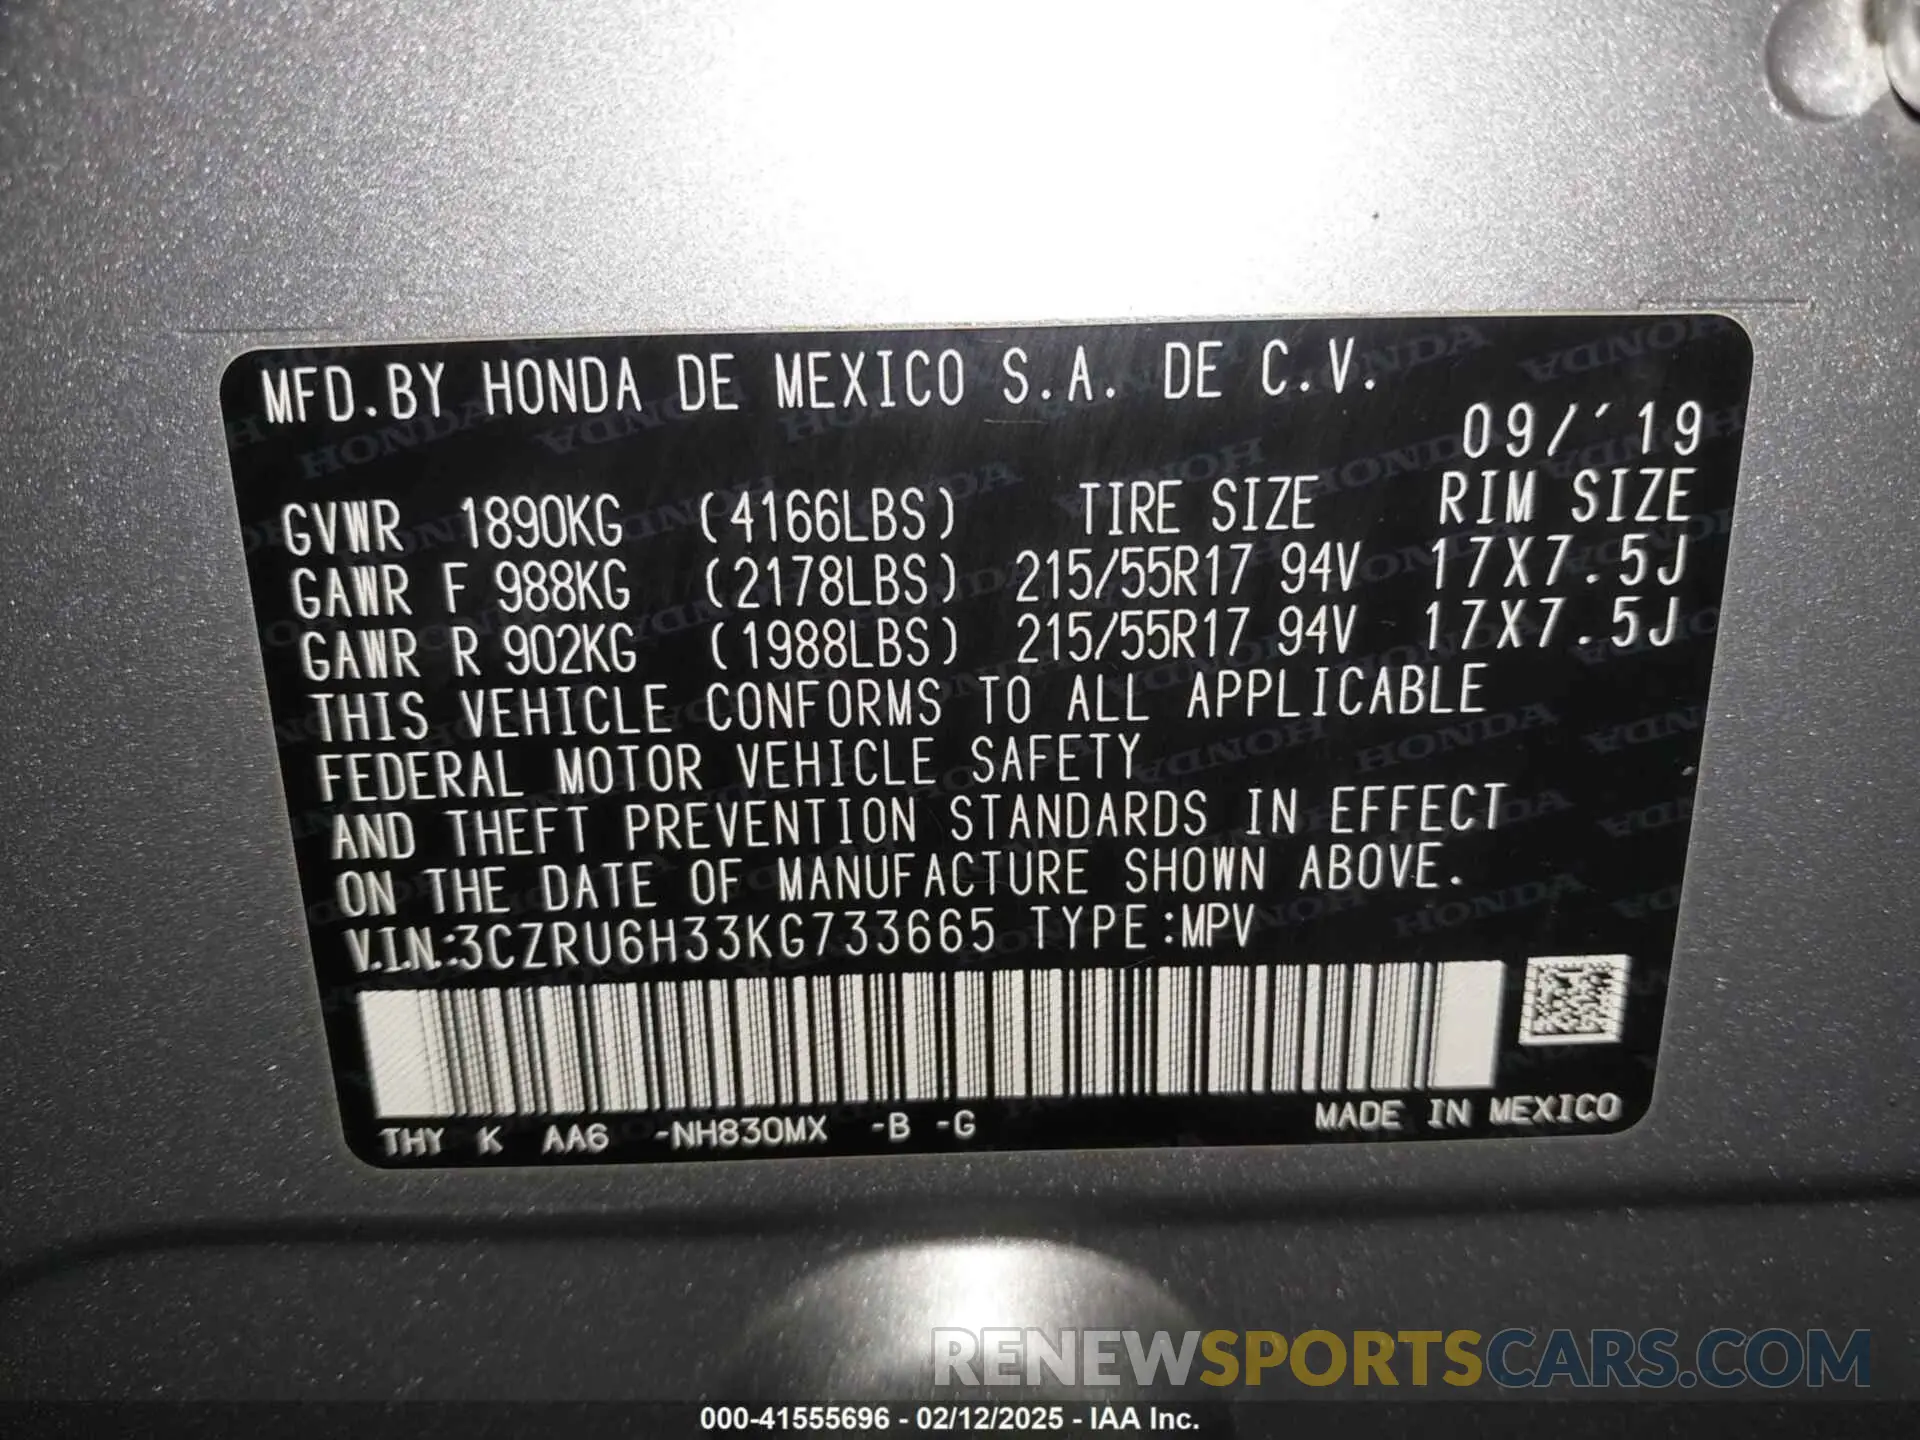 MFD.BY HONDA DE MEXICO S.A. DE C.V.
09/'19
GVWR 1890KG (4166LBS) TIRE SIZE RIM SIZE
GAWR F 988KG (2178LBS) 215/55R17 94V 17X7.5J
GAWR R 902KG (1988LBS) 215/55R17 94V 17X7.5J
THIS VEHICLE CONFORMS TO ALL APPLICABLE
FEDERAL MOTOR VEHICLE SAFETY
AND THEFT PREVENTION STANDARDS IN EFFECT
ON THE DATE OF MANUFACTURE SHOWN ABOVE.
V.I.N.:3CZRU6H33KG733665 TYPE:MPV
THY K AA6 -NH830MX -B -G MADE IN MEXICO
RENEWSPORTSCARS.COM
000-41555696 - 02/12/2025 - IAA Inc.